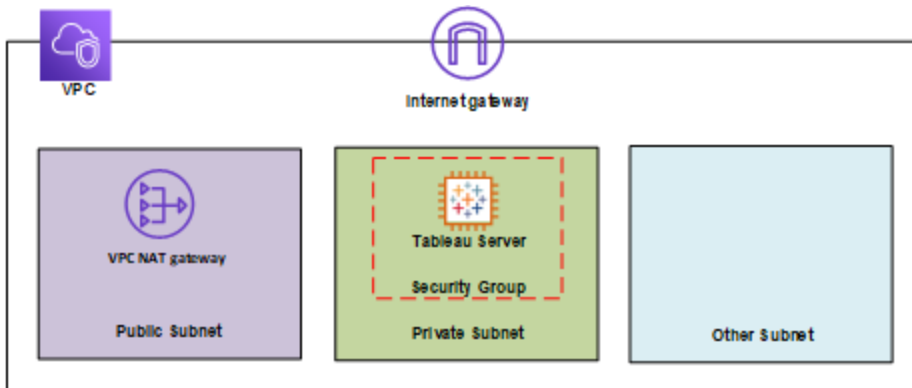 VPC
Internet gateway
VPC NAT gateway
Public Subnet
Tableau Server
Security Group
Private Subnet
Other Subnet